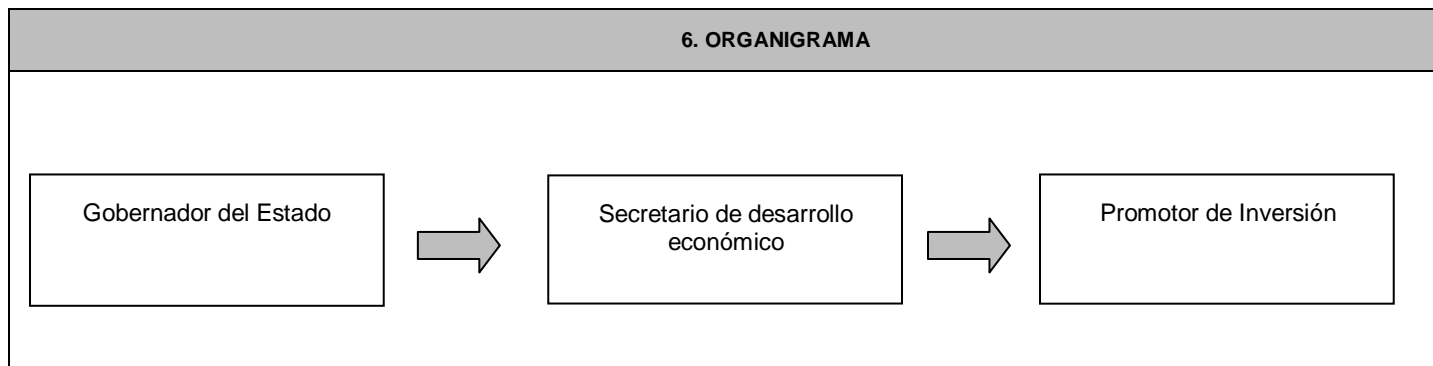 6. ORGANIGRAMA
Gobernador del Estado
Secretario de desarrollo
económico
Promotor de Inversión